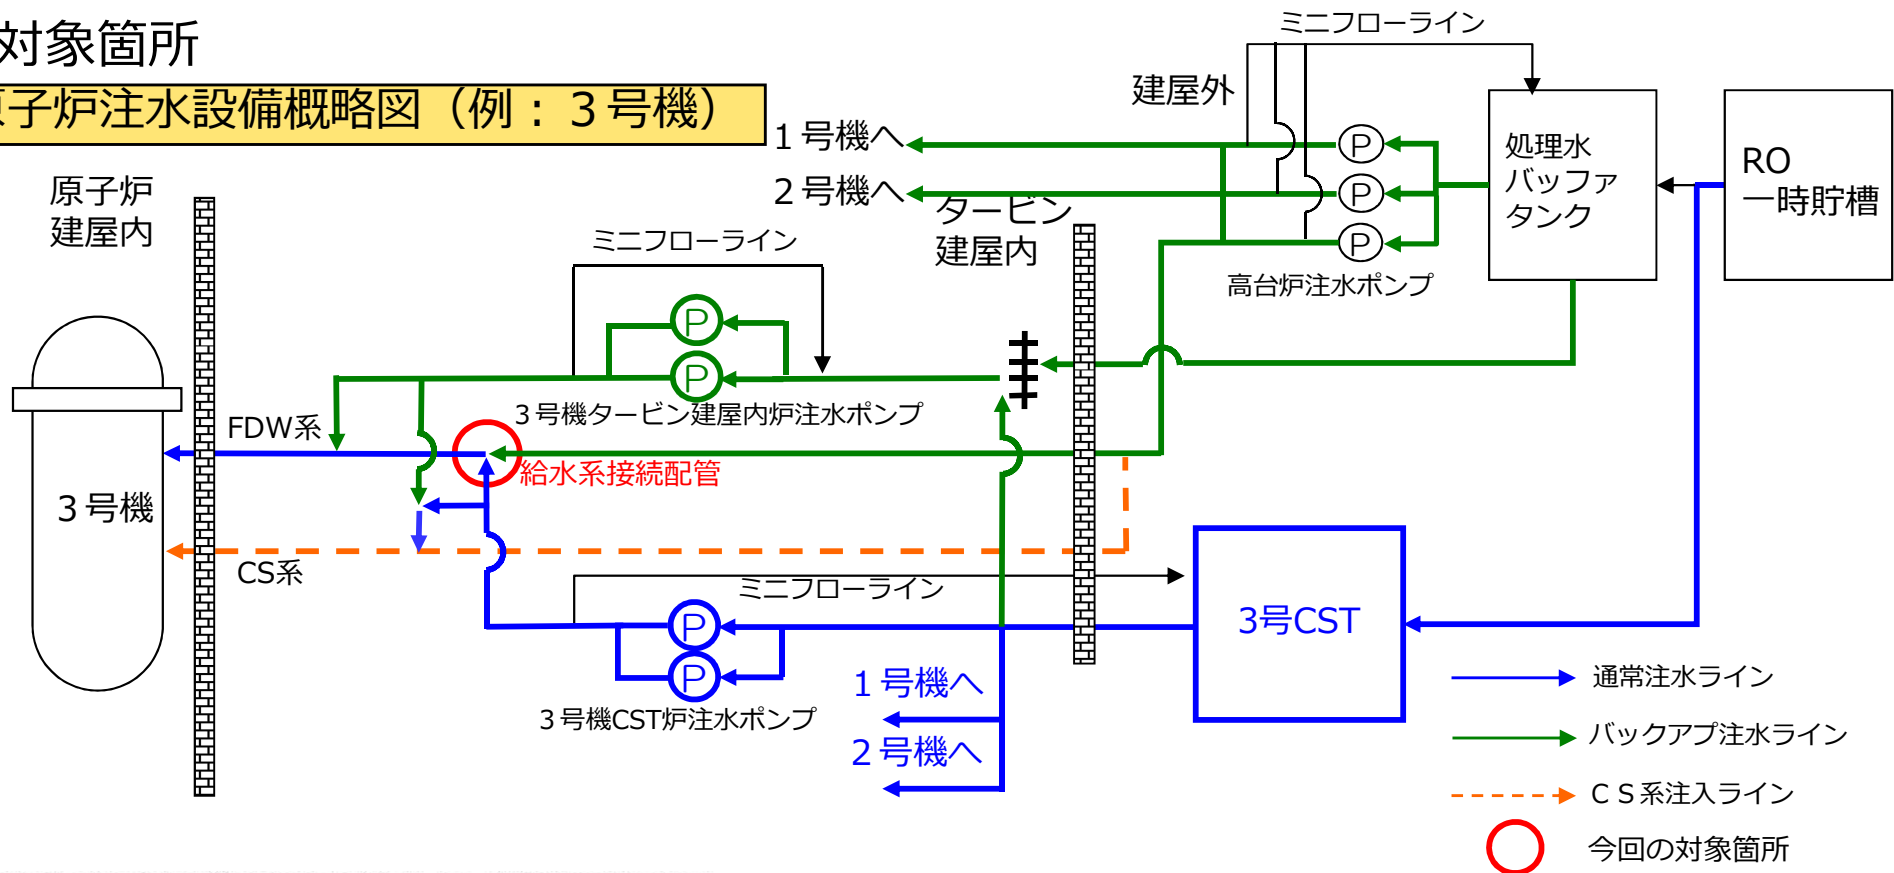 対象箇所
原子炉注水設備概略図（例：３号機）
ミニフローライン
建屋外
１号機へ
２号機へ
処理水
バッファ
タンク
RO
一時貯槽
原子炉
建屋内
タービン
建屋内
ミニフローライン
高台炉注水ポンプ
P
P
P
P
P
３号機タービン建屋内炉注水ポンプ
FDW系
給水系接続配管
３号機
CS系
ミニフローライン
3号CST
P
P
１号機へ
２号機へ
３号機CST炉注水ポンプ
通常注水ライン
バックアプ注水ライン
ＣＳ系注入ライン
今回の対象箇所